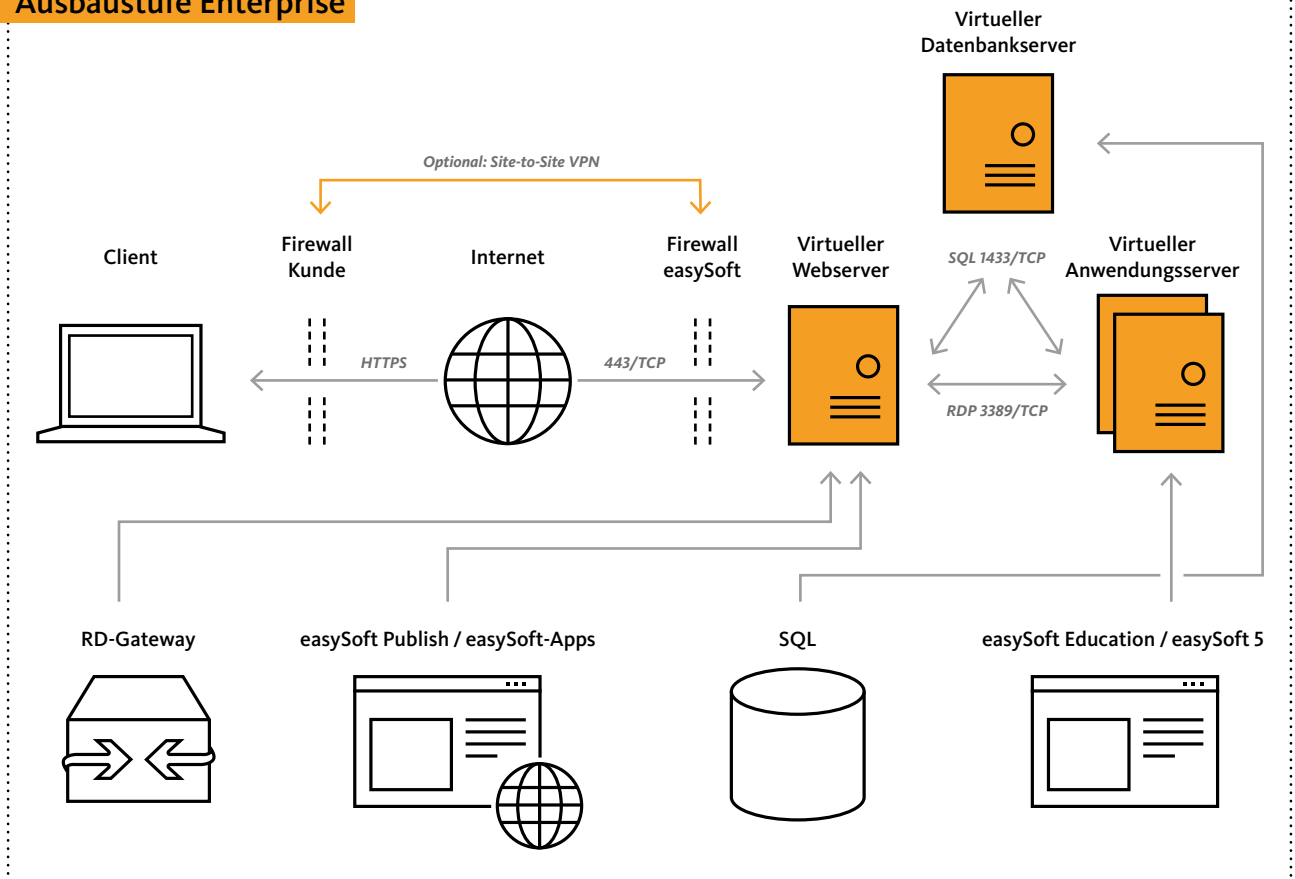 Ausbaustufe Enterprise
Virtueller
Datenbankserver
Optional: Site-to-Site VPN
Client
Firewall
Kunde
Internet
Firewall
easySoft
Virtueller
Webserver
SQL 1433/TCP
Virtueller
Anwendungsserver
HTTPS
443/TCP
RDP 3389/TCP
RD-Gateway
easySoft Publish / easySoft-Apps
SQL
easySoft Education / easySoft 5